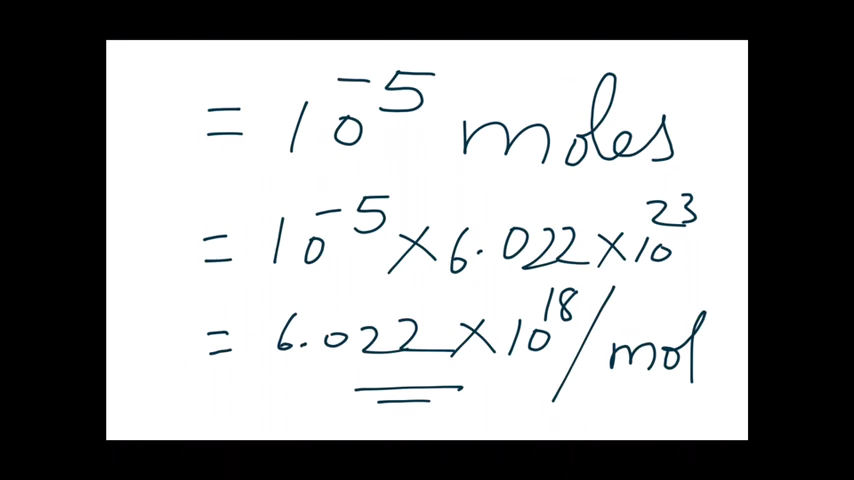 = 10⁻⁵ moles
= 10⁻⁵ × 6.022 × 10²³
= 6.022 × 10¹⁸ / mol